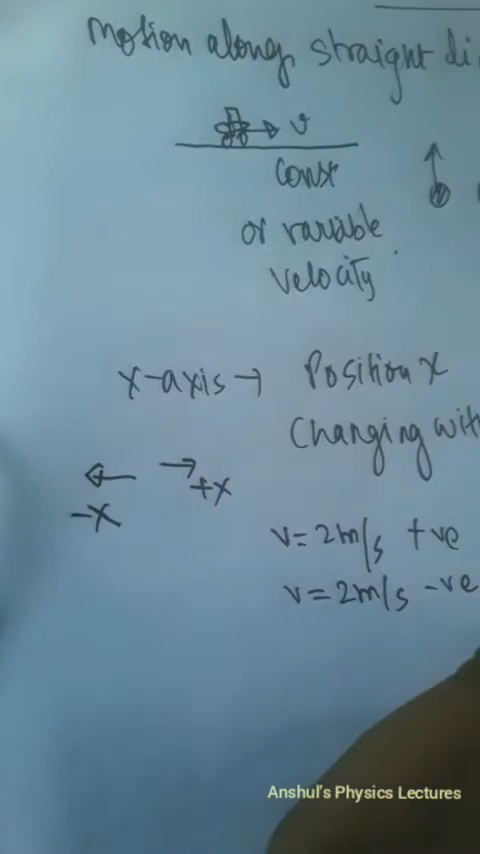 Motion along straight
v
Const
or variable
velocity
X-axis → Position X
Changing
-X
+X
v=2m/s +ve
v=2m/s -ve
Anshul's Physics Lectures